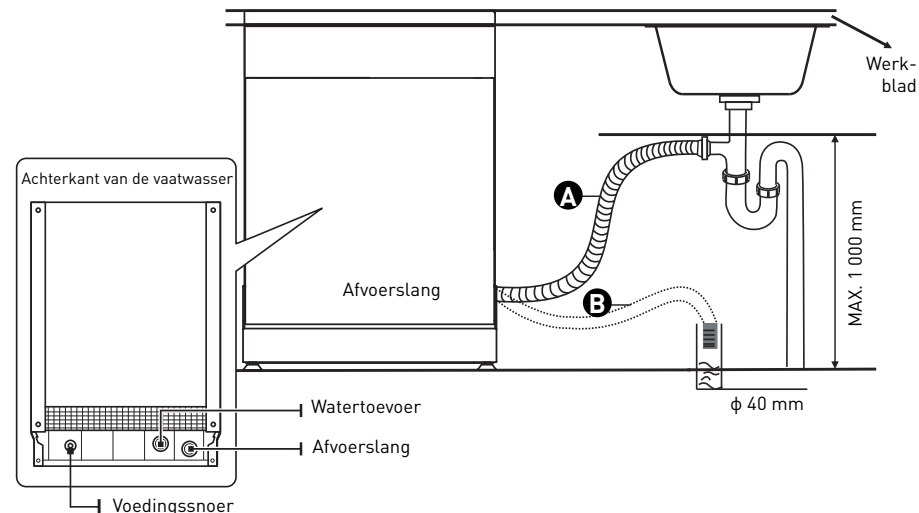 Werk-
blad
Achterkant van de vaatwasser
A
MAX. 1 000 mm
Afvoerslang
B
ϕ 40 mm
Watertoevoer
Afvoerslang
Voedingssnoer